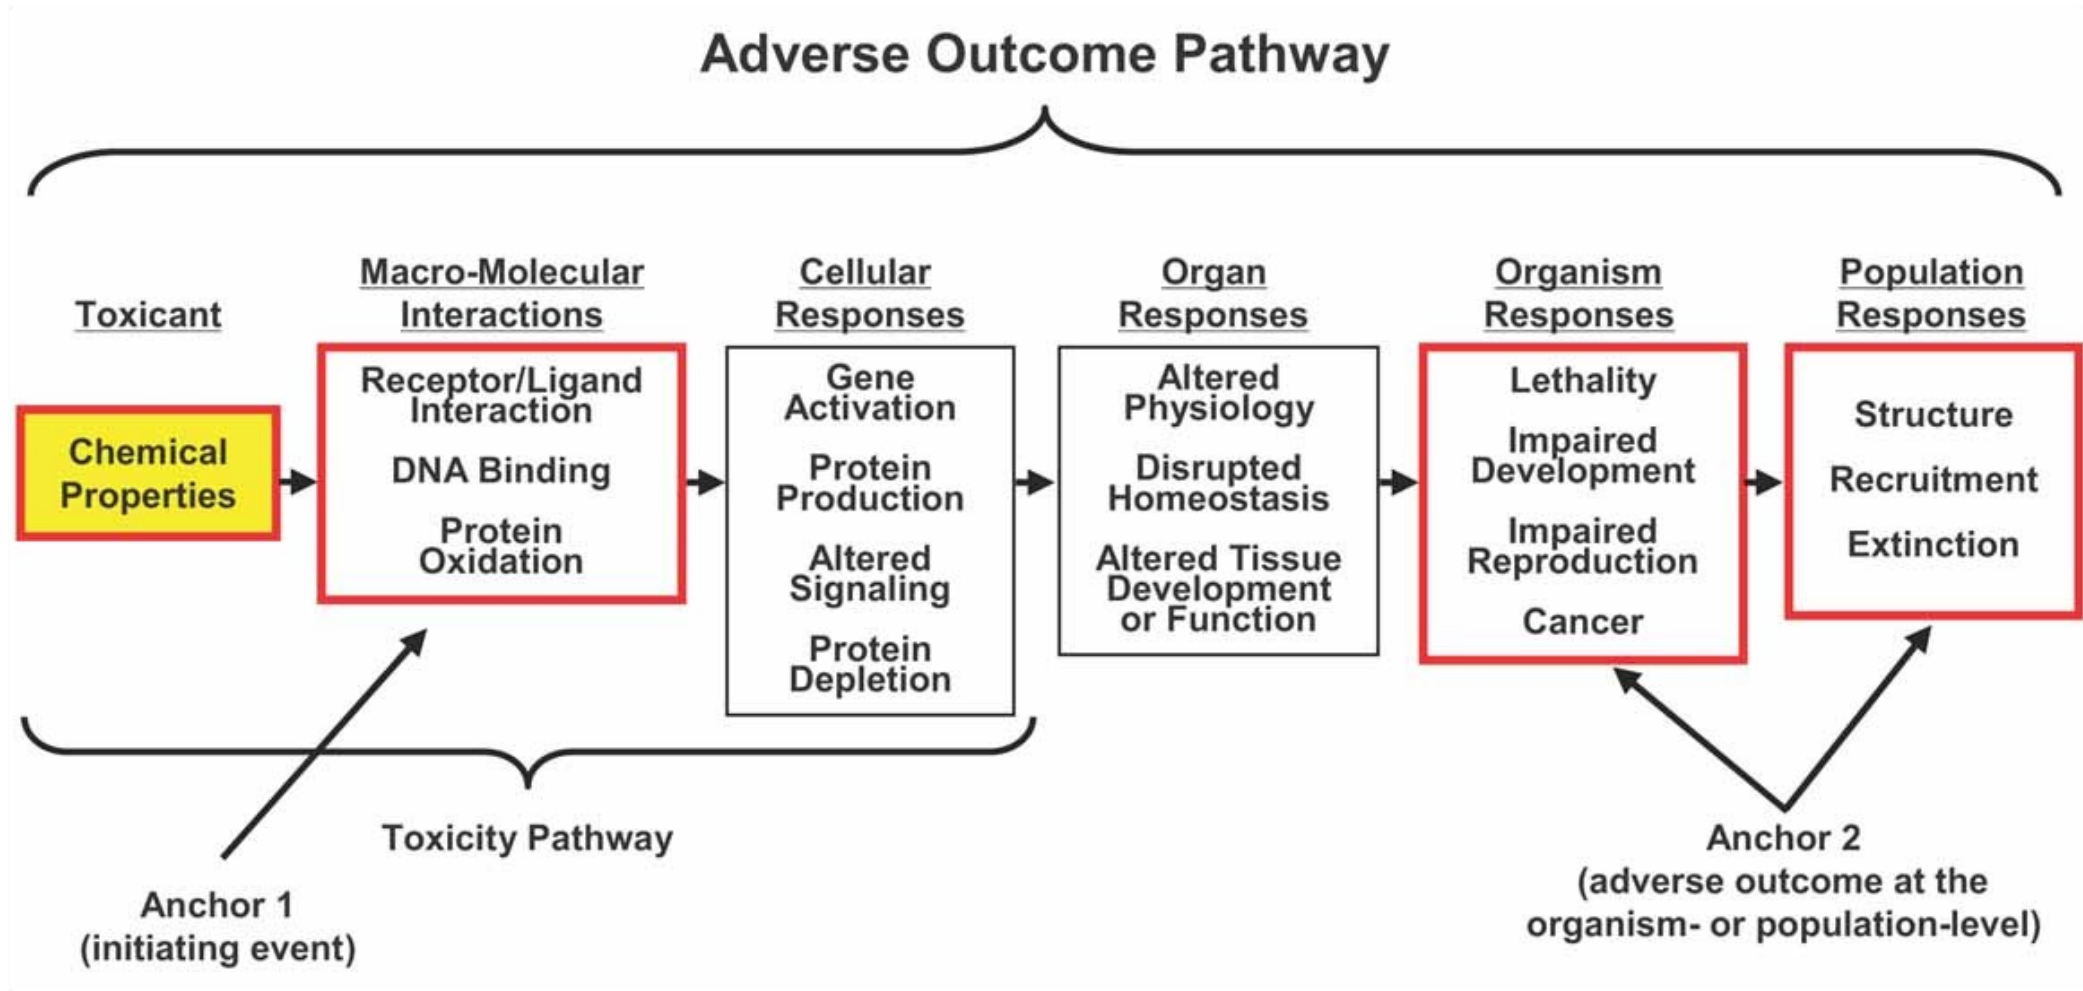 Adverse Outcome Pathway
Toxicant
Chemical
Properties
Macro-Molecular
Interactions
Receptor/Ligand
Interaction
DNA Binding
Protein
Oxidation
Cellular
Responses
Gene
Activation
Protein
Production
Altered
Signaling
Protein
Depletion
Organ
Responses
Altered
Physiology
Disrupted
Homeostasis
Altered Tissue
Development
or Function
Organism
Responses
Lethality
Impaired
Development
Impaired
Reproduction
Cancer
Population
Responses
Structure
Recruitment
Extinction
Toxicity Pathway
Anchor 1
(initiating event)
Anchor 2
(adverse outcome at the
organism- or population-level)